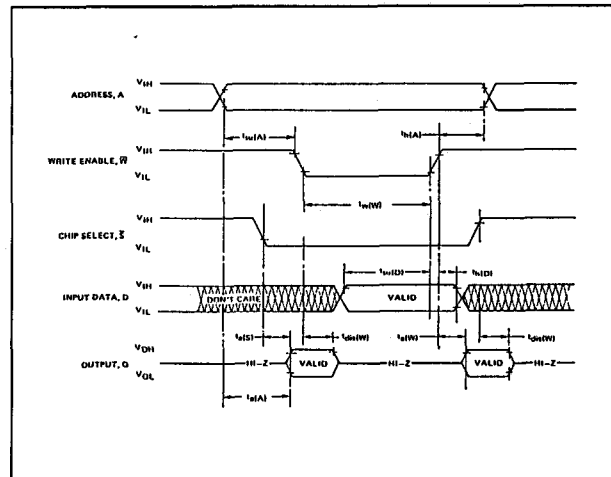 ADDRESS, A
VIH
VIL
tsu(A)
th(A)
WRITE ENABLE, W̅
VIH
VIL
tw(W)
CHIP SELECT, S̅
VIH
VIL
tsu(D)
th(D)
INPUT DATA, D
VIH
VIL
DON'T CARE
VALID
ta(S)
tdis(W)
ta(W)
tdis(W)
OUTPUT, Q
VOH
VOL
HI-Z
VALID
HI-Z
VALID
HI-Z
ta(A)